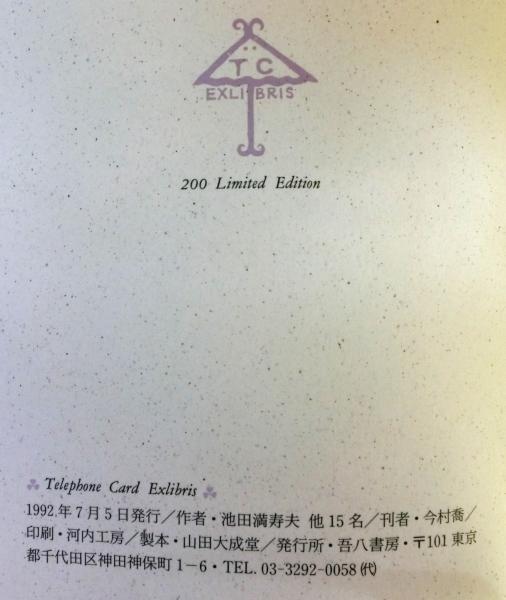 TC
EXLIBRIS
200 Limited Edition
Telephone Card Exlibris
1992年7月5日発行／作者・池田満寿夫 他15名／刊者・今村喬／
印刷・河内工房／製本・山田大成堂／発行所・吾八書房・〒101東京
都千代田区神田神保町1−6・TEL. 03-3292-0058㈹